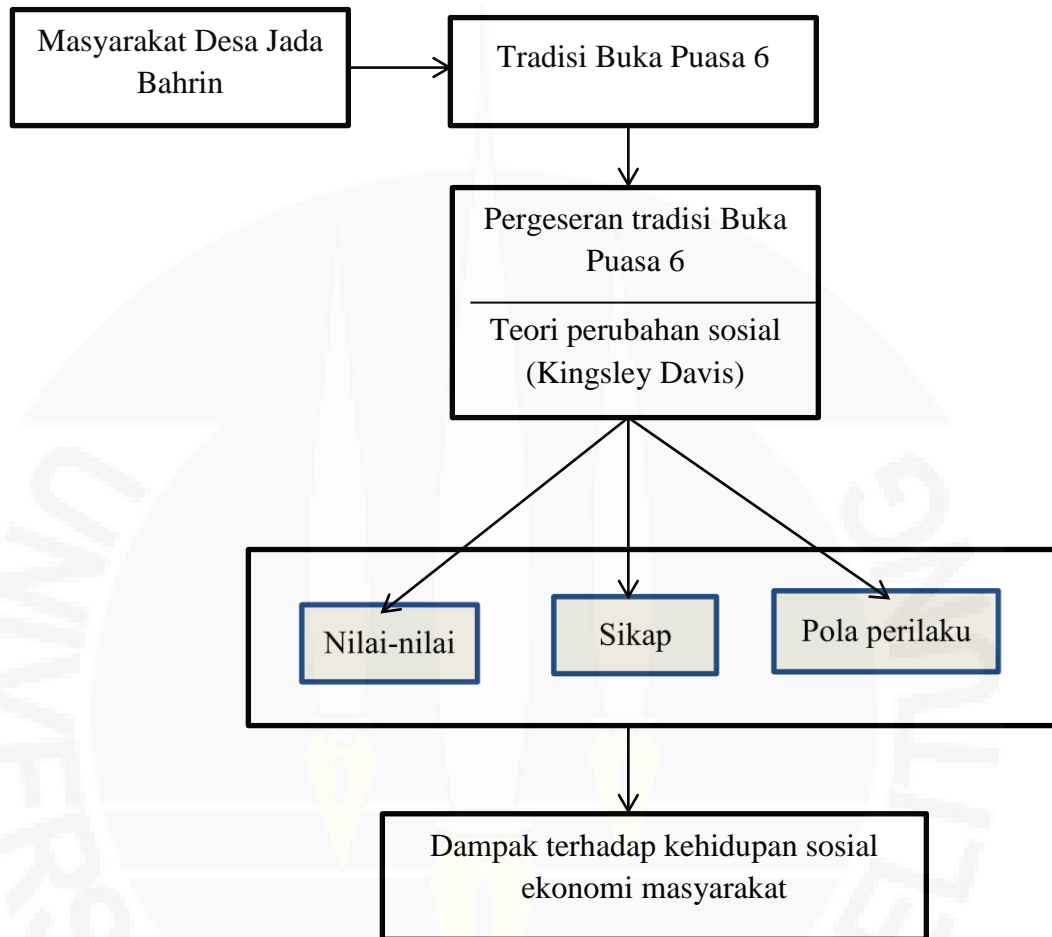 Masyarakat Desa Jada
Bahrin
Tradisi Buka Puasa 6
Pergeseran tradisi Buka
Puasa 6
Teori perubahan sosial
(Kingsley Davis)
Nilai-nilai
Sikap
Pola perilaku
Dampak terhadap kehidupan sosial
ekonomi masyarakat